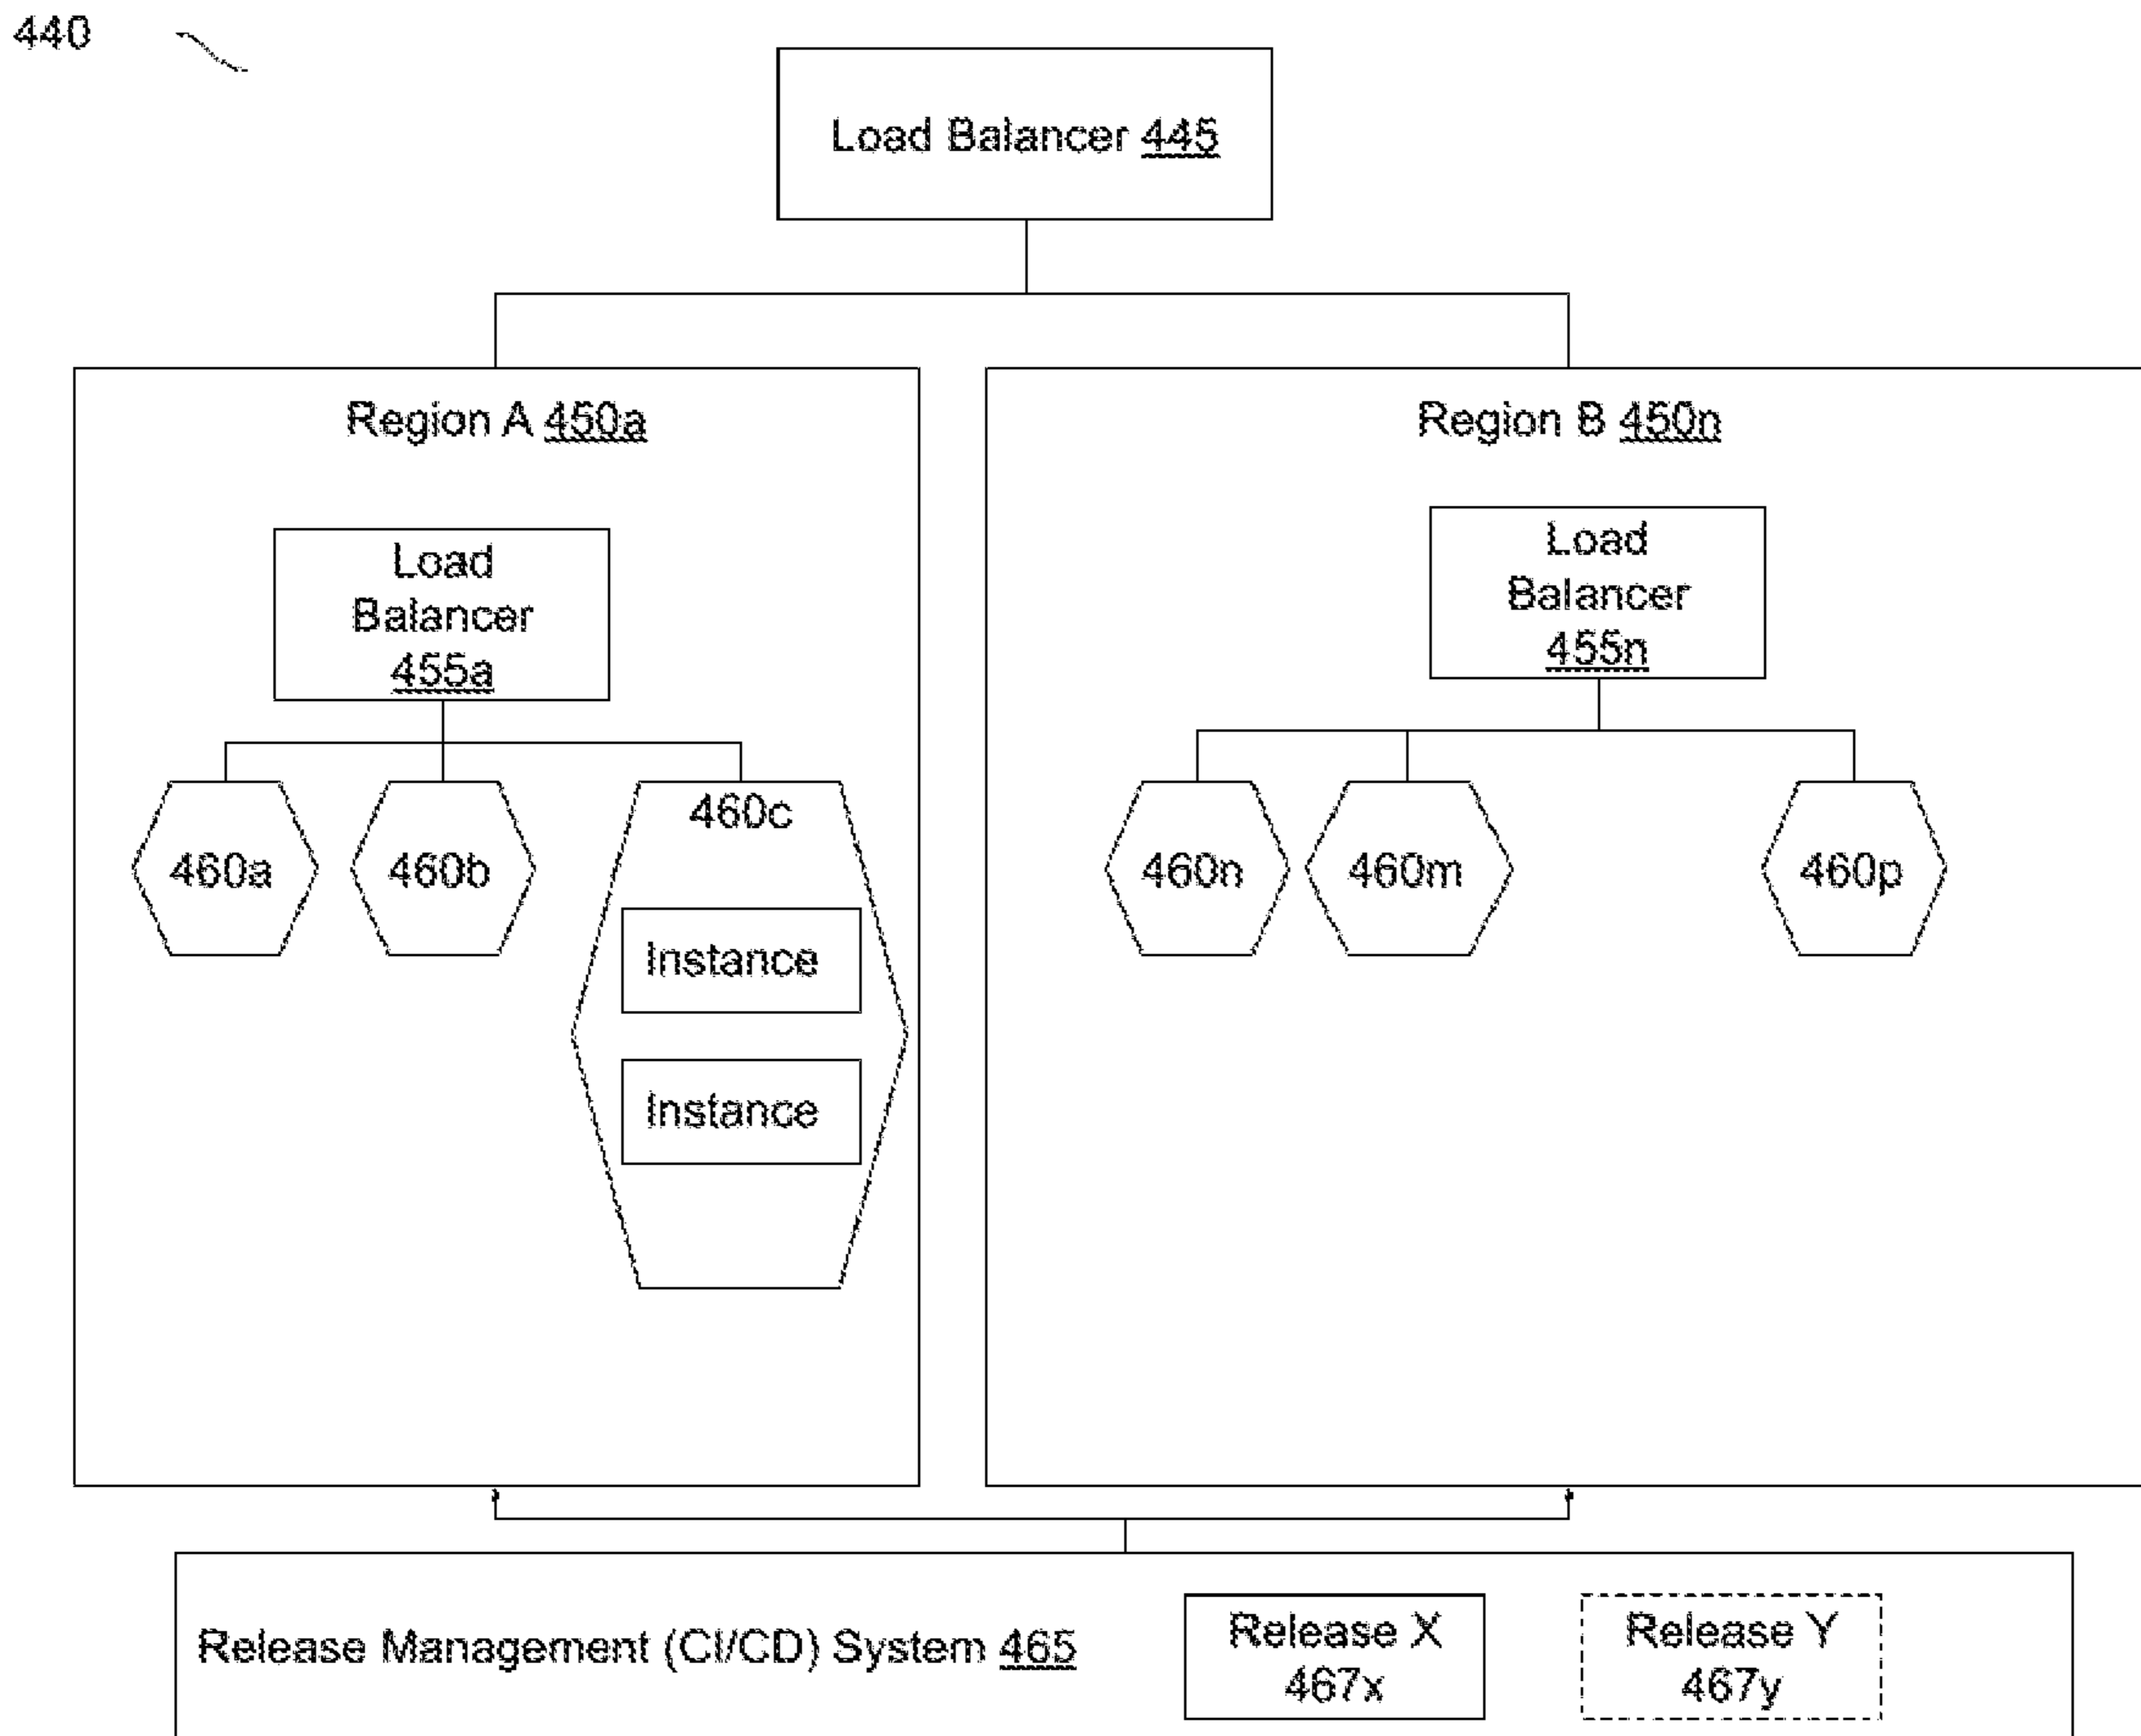 440
Load Balancer 445
Region A 450a
Load
Balancer
455a
460a
460b
460c
Instance
Instance
Region B 450n
Load
Balancer
455n
460n
460m
460p
Release Management (CI/CD) System 465
Release X
467x
Release Y
467y